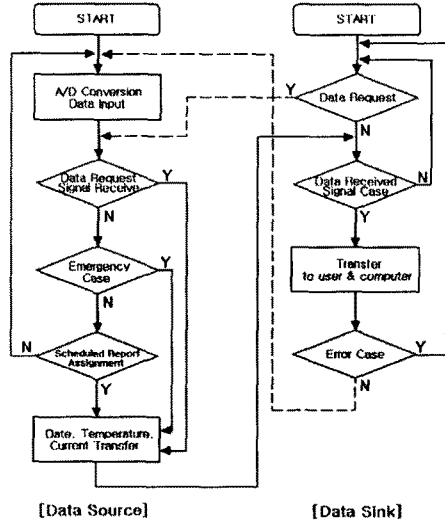 START
A/D Conversion
Data Input
Data Request
Signal Receive
Y
N
Emergency
Case
Y
N
Scheduled Report
Assignment
N
Y
Date, Temperature,
Current Transfer
[Data Source]
START
Data Request
Y
N
Data Received
Signal Case
N
Y
Transfer
to user & computer
Error Case
Y
N
[Data Sink]